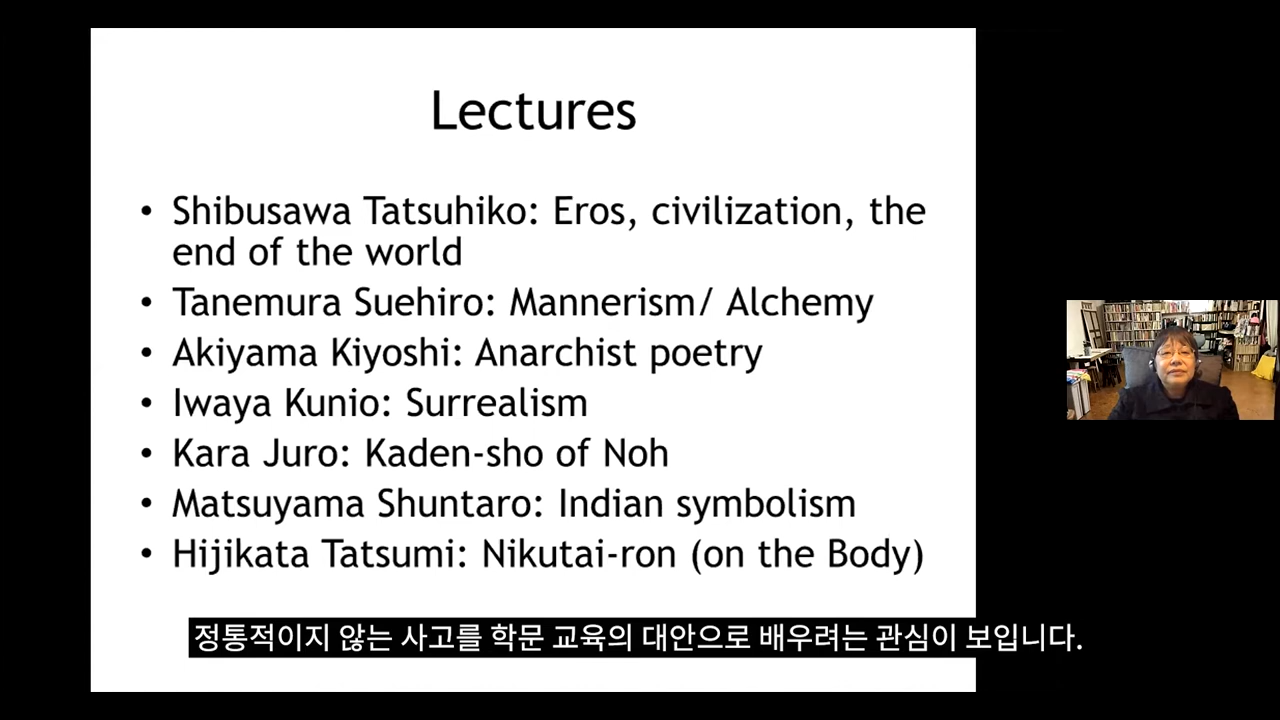 Lectures
• Shibusawa Tatsuhiko: Eros, civilization, the
end of the world
• Tanemura Suehiro: Mannerism/ Alchemy
• Akiyama Kiyoshi: Anarchist poetry
• Iwaya Kunio: Surrealism
• Kara Juro: Kaden-sho of Noh
• Matsuyama Shuntaro: Indian symbolism
• Hijikata Tatsumi: Nikutai-ron (on the Body)
정통적이지 않는 사고를 학문 교육의 대안으로 배우려는 관심이 보입니다.